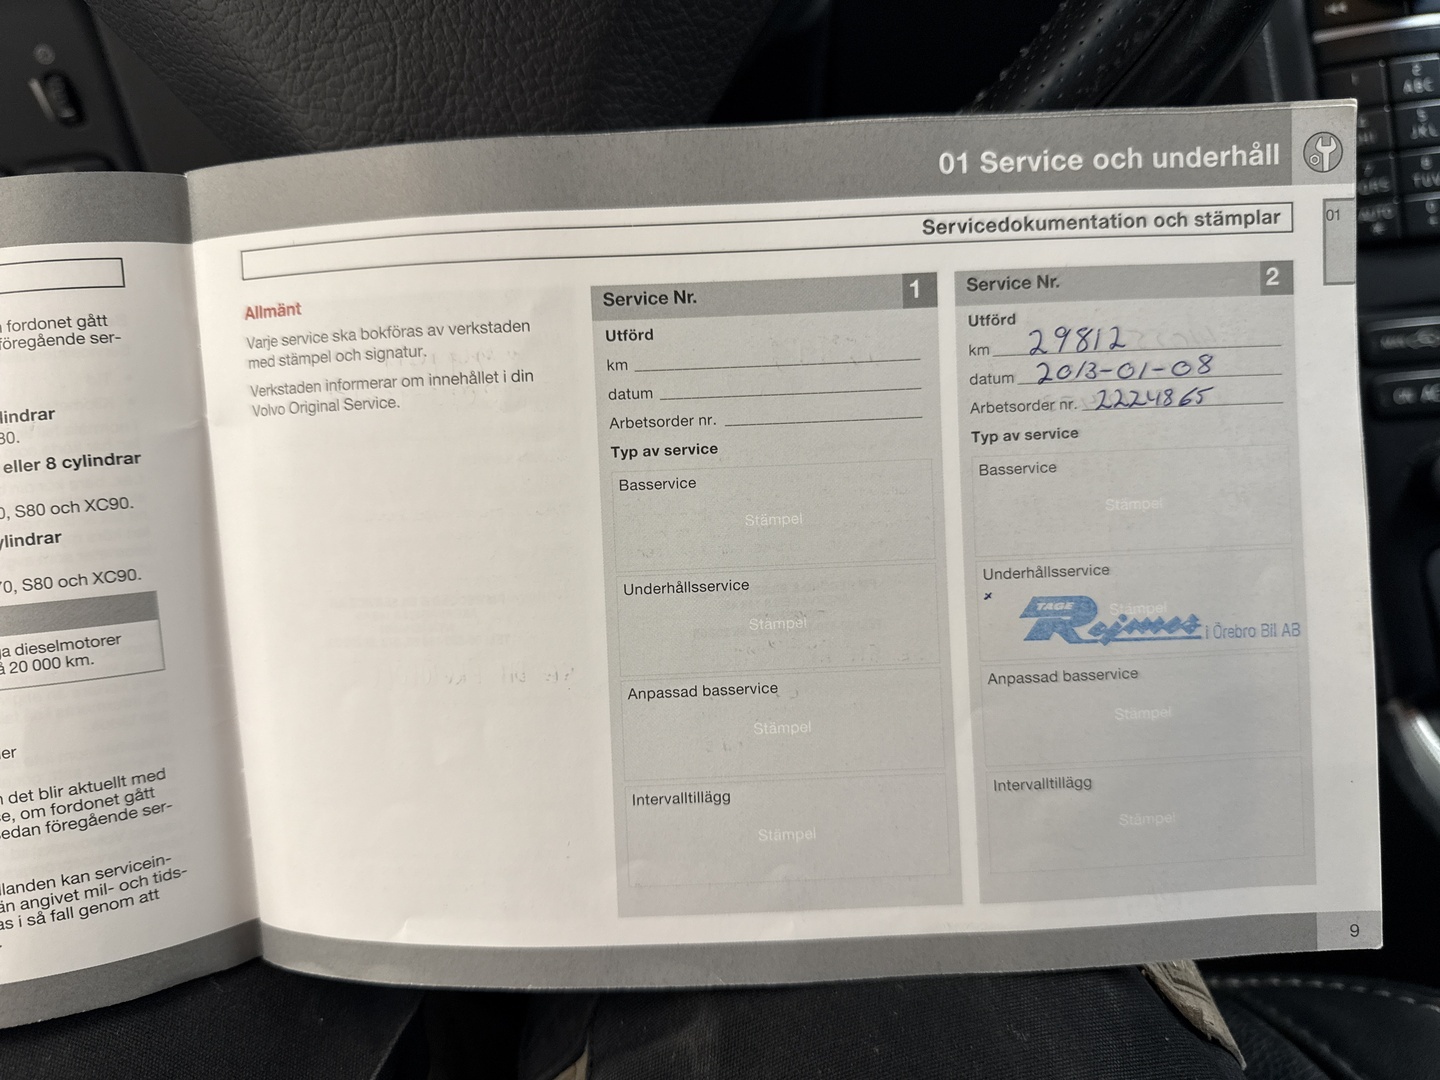 fordonet gått
föregående ser-
lindrar
80.
eller 8 cylindrar
0, S80 och XC90.
ylindrar
70, S80 och XC90.
ga dieselmotorer
å 20 000 km.
er
det blir aktuellt med
e, om fordonet gått
sedan föregående ser-
llanden kan servicein-
än angivet mil- och tids-
as i så fall genom att
01 Service och underhåll
Servicedokumentation och stämplar
01
Allmänt
Varje service ska bokföras av verkstaden
med stämpel och signatur.
Verkstaden informerar om innehållet i din
Volvo Original Service.
Service Nr. 1
Utförd
km
datum
Arbetsorder nr.
Typ av service
Basservice
Stämpel
Underhållsservice
Stämpel
Anpassad basservice
Stämpel
Intervalltillägg
Stämpel
Service Nr. 2
Utförd
km 29812
datum 2013-01-08
Arbetsorder nr. 2224865
Typ av service
Basservice
Stämpel
Underhållsservice
x
Stämpel
TAGE Rejmes i Örebro Bil AB
Anpassad basservice
Stämpel
Intervalltillägg
Stämpel
9